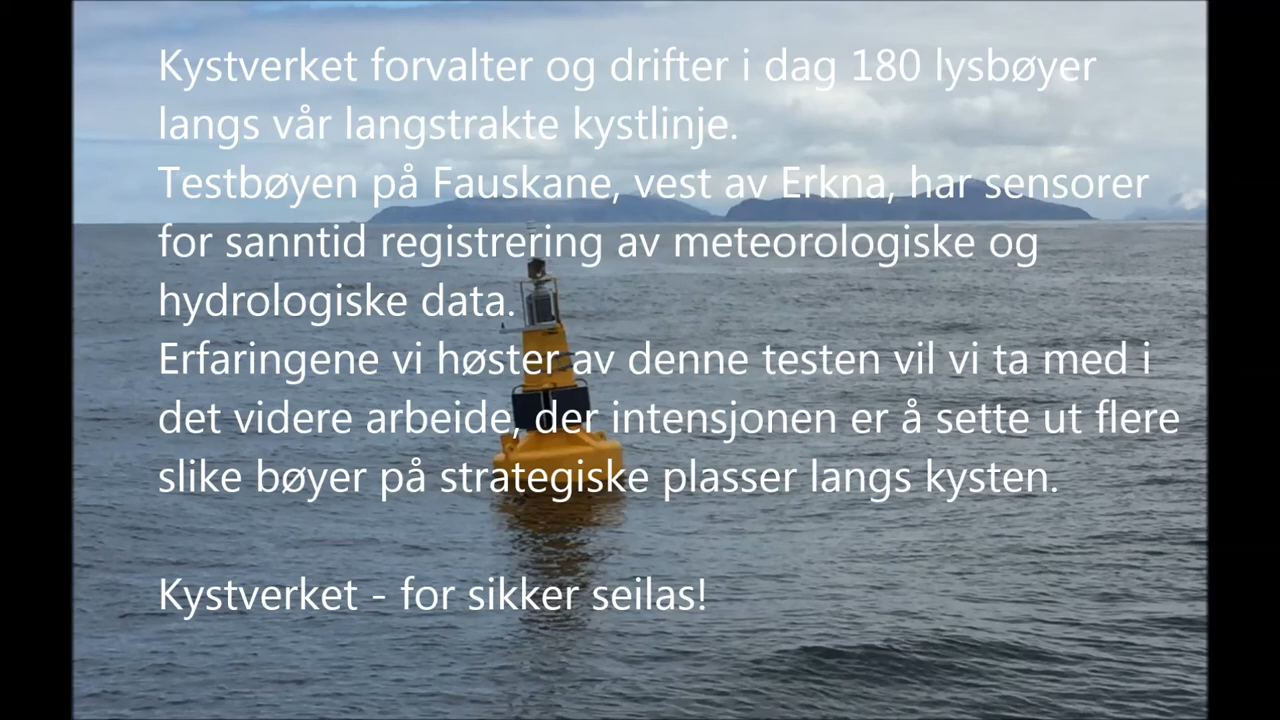 Kystverket forvalter og drifter i dag 180 lysbøyer
langs vår langstrakte kystlinje.
Testbøyen på Fauskane, vest av Erkna, har sensorer
for sanntid registrering av meteorologiske og
hydrologiske data.
Erfaringene vi høster av denne testen vil vi ta med i
det videre arbeide, der intensjonen er å sette ut flere
slike bøyer på strategiske plasser langs kysten.
Kystverket - for sikker seilas!